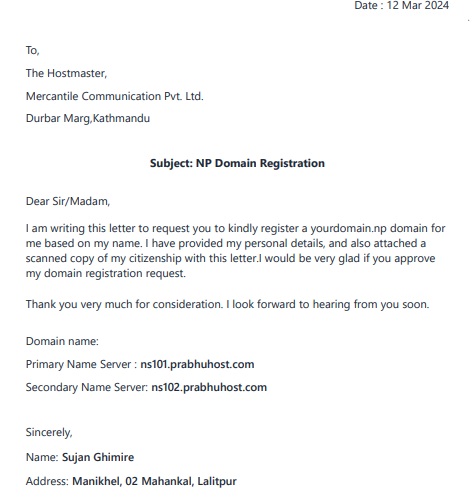 Date : 12 Mar 2024
To,
The Hostmaster,
Mercantile Communication Pvt. Ltd.
Durbar Marg,Kathmandu
Subject: NP Domain Registration
Dear Sir/Madam,
I am writing this letter to request you to kindly register a yourdomain.np domain for
me based on my name. I have provided my personal details, and also attached a
scanned copy of my citizenship with this letter.I would be very glad if you approve
my domain registration request.
Thank you very much for consideration. I look forward to hearing from you soon.
Domain name:
Primary Name Server : ns101.prabhuhost.com
Secondary Name Server: ns102.prabhuhost.com
Sincerely,
Name: Sujan Ghimire
Address: Manikhel, 02 Mahankal, Lalitpur